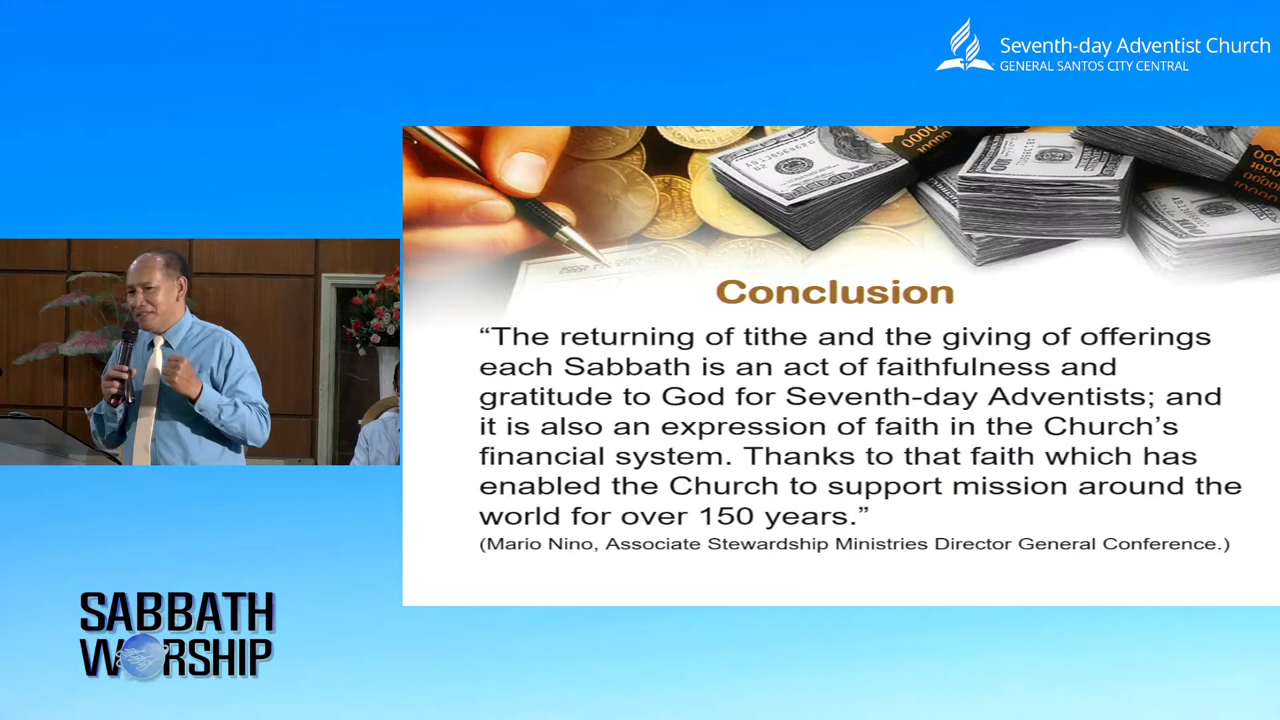 Seventh-day Adventist Church
GENERAL SANTOS CITY CENTRAL
Conclusion
“The returning of tithe and the giving of offerings
each Sabbath is an act of faithfulness and
gratitude to God for Seventh-day Adventists; and
it is also an expression of faith in the Church’s
financial system. Thanks to that faith which has
enabled the Church to support mission around the
world for over 150 years.”
(Mario Nino, Associate Stewardship Ministries Director General Conference.)
SABBATH
WORSHIP